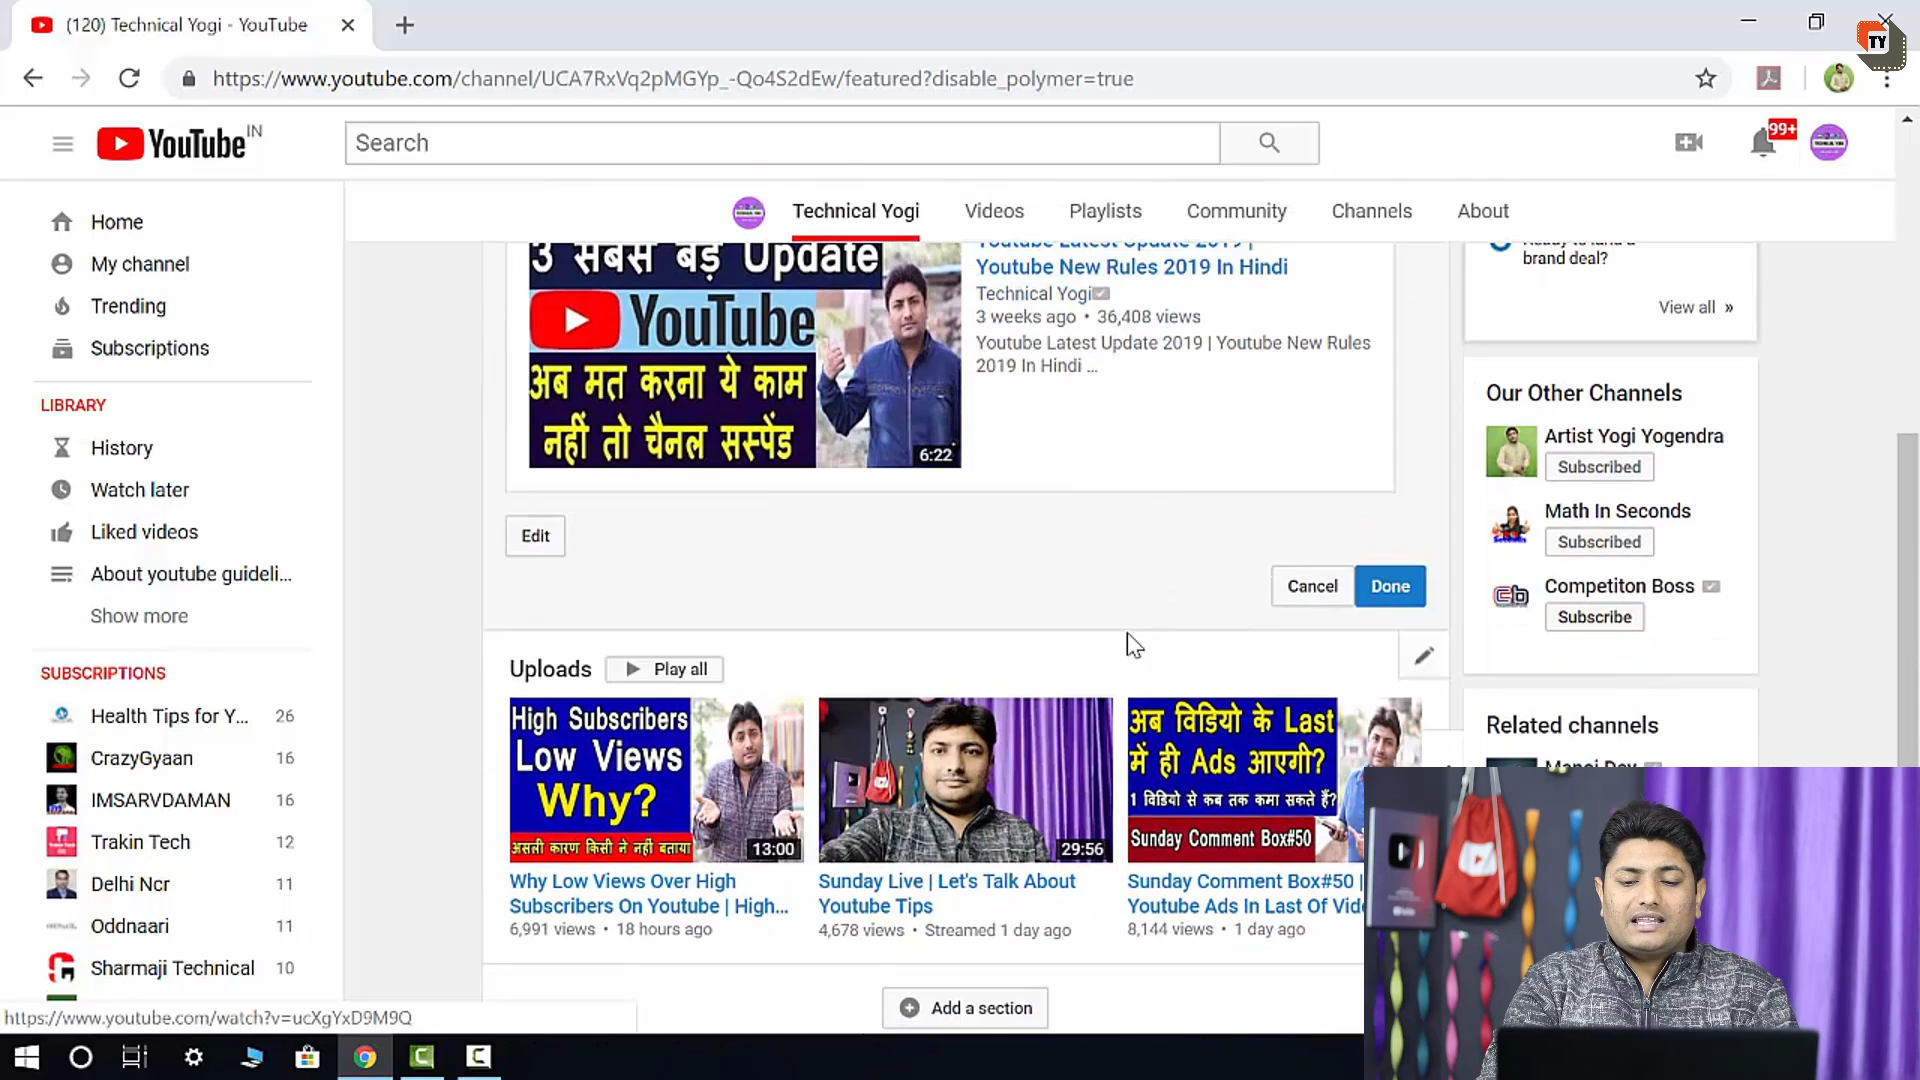 (120) Technical Yogi - YouTube
TY
https://www.youtube.com/channel/UCA7RxVq2pMGYp_-Qo4S2dEw/featured?disable_polymer=true
YouTube IN
Search
99+
Technical Yogi
Videos
Playlists
Community
Channels
About
Home
My channel
Trending
Subscriptions
LIBRARY
History
Watch later
Liked videos
About youtube guideli...
Show more
SUBSCRIPTIONS
Health Tips for Y... 26
CrazyGyaan 16
IMSARVDAMAN 16
Trakin Tech 12
Delhi Ncr 11
Oddnaari 11
Sharmaji Technical 10
https://www.youtube.com/watch?v=ucXgYxD9M9Q
3 सबसे बड़े Update
YouTube
अब मत करना ये काम
नहीं तो चैनल सस्पेंड
6:22
Youtube Latest Update 2019 |
Youtube New Rules 2019 In Hindi
Technical Yogi
3 weeks ago • 36,408 views
Youtube Latest Update 2019 | Youtube New Rules
2019 In Hindi ...
Edit
Cancel
Done
Uploads
Play all
High Subscribers
Low Views
Why?
असली कारण किसी ने नहीं बताया
13:00
Why Low Views Over High
Subscribers On Youtube | High...
6,991 views • 18 hours ago
29:56
Sunday Live | Let's Talk About
Youtube Tips
4,678 views • Streamed 1 day ago
अब विडियो के Last
में ही Ads आएगी?
1 विडियो से कब तक कमा सकते हैं?
Sunday Comment Box#50
Sunday Comment Box#50 |
Youtube Ads In Last Of Vide
8,144 views • 1 day ago
Add a section
Ready to land a
brand deal?
View all »
Our Other Channels
Artist Yogi Yogendra
Subscribed
Math In Seconds
Subscribed
Cb
Competiton Boss
Subscribe
Related channels